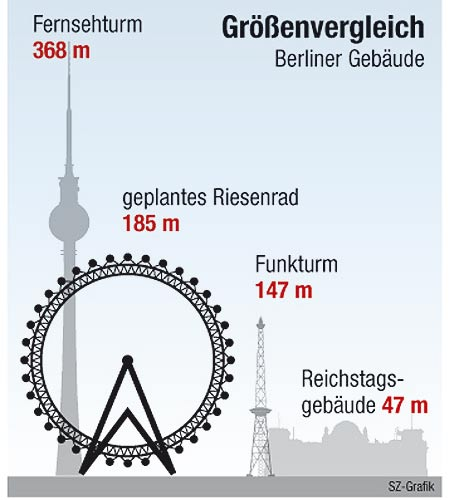 Fernsehturm
368 m
Größenvergleich
Berliner Gebäude
geplantes Riesenrad
185 m
Funkturm
147 m
Reichstags-
gebäude 47 m
SZ-Grafik